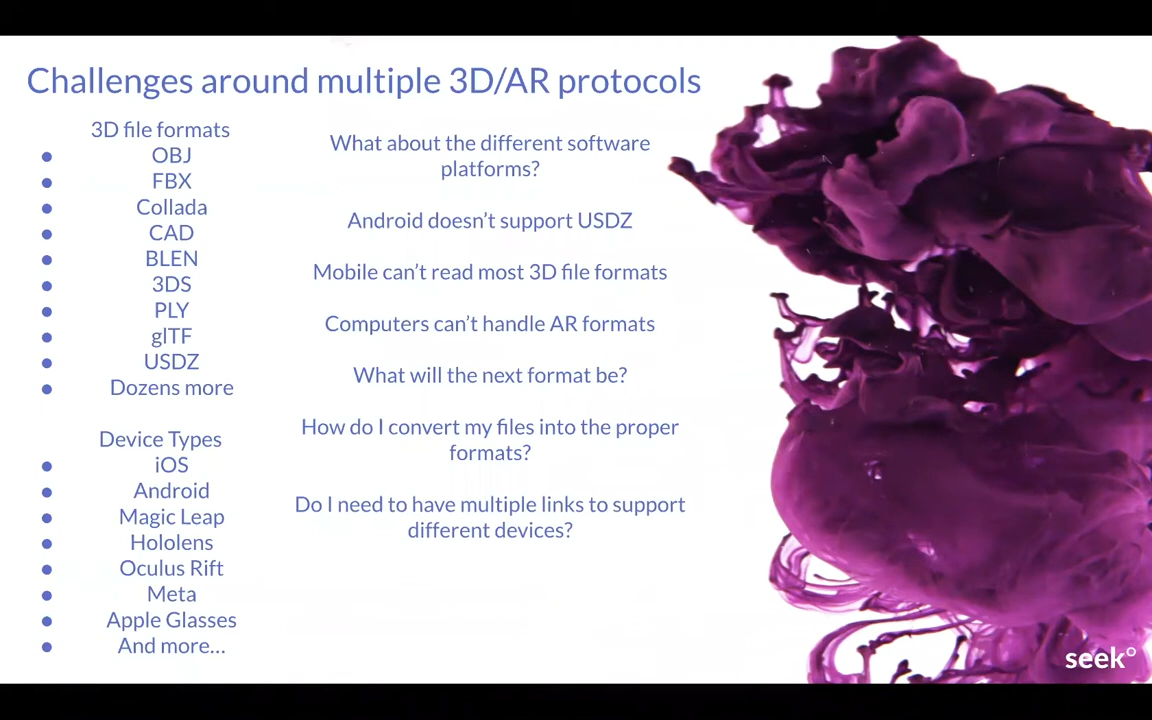 Challenges around multiple 3D/AR protocols
3D file formats
OBJ
FBX
Collada
CAD
BLEN
3DS
PLY
glTF
USDZ
Dozens more
Device Types
iOS
Android
Magic Leap
Hololens
Oculus Rift
Meta
Apple Glasses
And more...
What about the different software
platforms?
Android doesn't support USDZ
Mobile can't read most 3D file formats
Computers can't handle AR formats
What will the next format be?
How do I convert my files into the proper
formats?
Do I need to have multiple links to support
different devices?
seek°